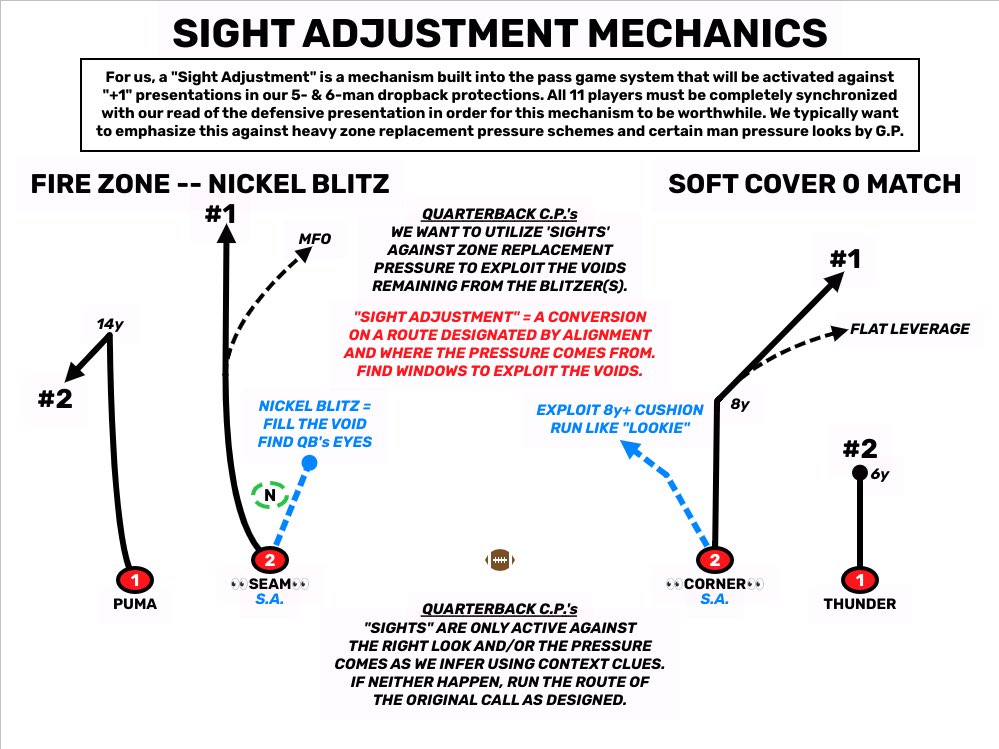 SIGHT ADJUSTMENT MECHANICS
For us, a "Sight Adjustment" is a mechanism built into the pass game system that will be activated against
"+1" presentations in our 5- & 6-man dropback protections. All 11 players must be completely synchronized
with our read of the defensive presentation in order for this mechanism to be worthwhile. We typically want
to emphasize this against heavy zone replacement pressure schemes and certain man pressure looks by G.P.
FIRE ZONE -- NICKEL BLITZ
#1
MFO
14y
#2
NICKEL BLITZ =
FILL THE VOID
FIND QB's EYES
N
1
PUMA
2
👀SEAM👀
S.A.
QUARTERBACK C.P.'s
WE WANT TO UTILIZE 'SIGHTS'
AGAINST ZONE REPLACEMENT
PRESSURE TO EXPLOIT THE VOIDS
REMAINING FROM THE BLITZER(S).
"SIGHT ADJUSTMENT" = A CONVERSION
ON A ROUTE DESIGNATED BY ALIGNMENT
AND WHERE THE PRESSURE COMES FROM.
FIND WINDOWS TO EXPLOIT THE VOIDS.
SOFT COVER 0 MATCH
#1
FLAT LEVERAGE
8y
EXPLOIT 8y+ CUSHION
RUN LIKE "LOOKIE"
#2
6y
2
👀CORNER👀
S.A.
1
THUNDER
QUARTERBACK C.P.'s
"SIGHTS" ARE ONLY ACTIVE AGAINST
THE RIGHT LOOK AND/OR THE PRESSURE
COMES AS WE INFER USING CONTEXT CLUES.
IF NEITHER HAPPEN, RUN THE ROUTE OF
THE ORIGINAL CALL AS DESIGNED.